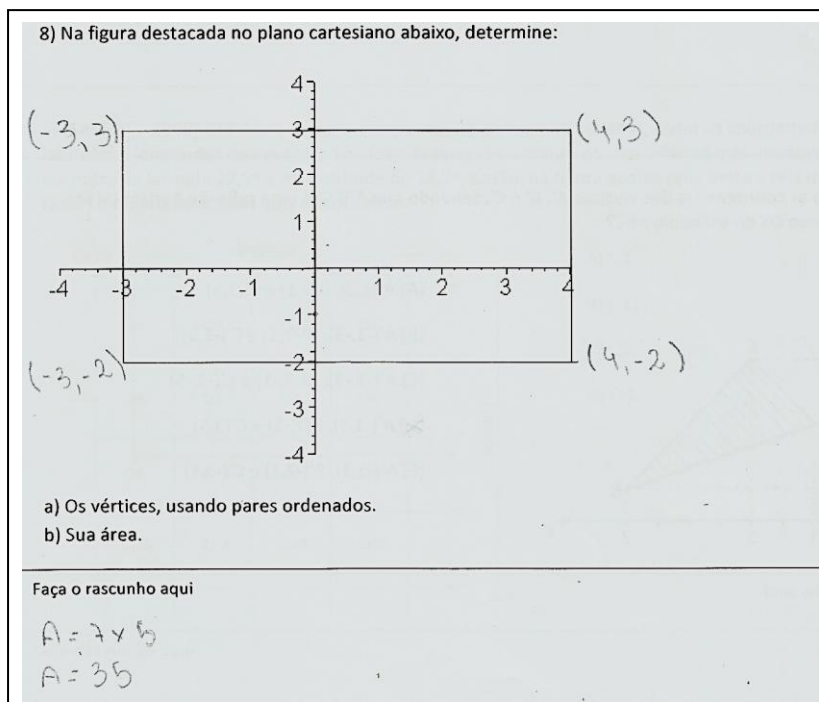 8) Na figura destacada no plano cartesiano abaixo, determine:
4
(-3,3) 3 (4,3)
2
1
-4 -3 -2 -1 1 2 3 4
-1
(-3,-2) -2 (4,-2)
-3
-4
a) Os vértices, usando pares ordenados.
b) Sua área.
Faça o rascunho aqui
A = 7 x 5
A = 35